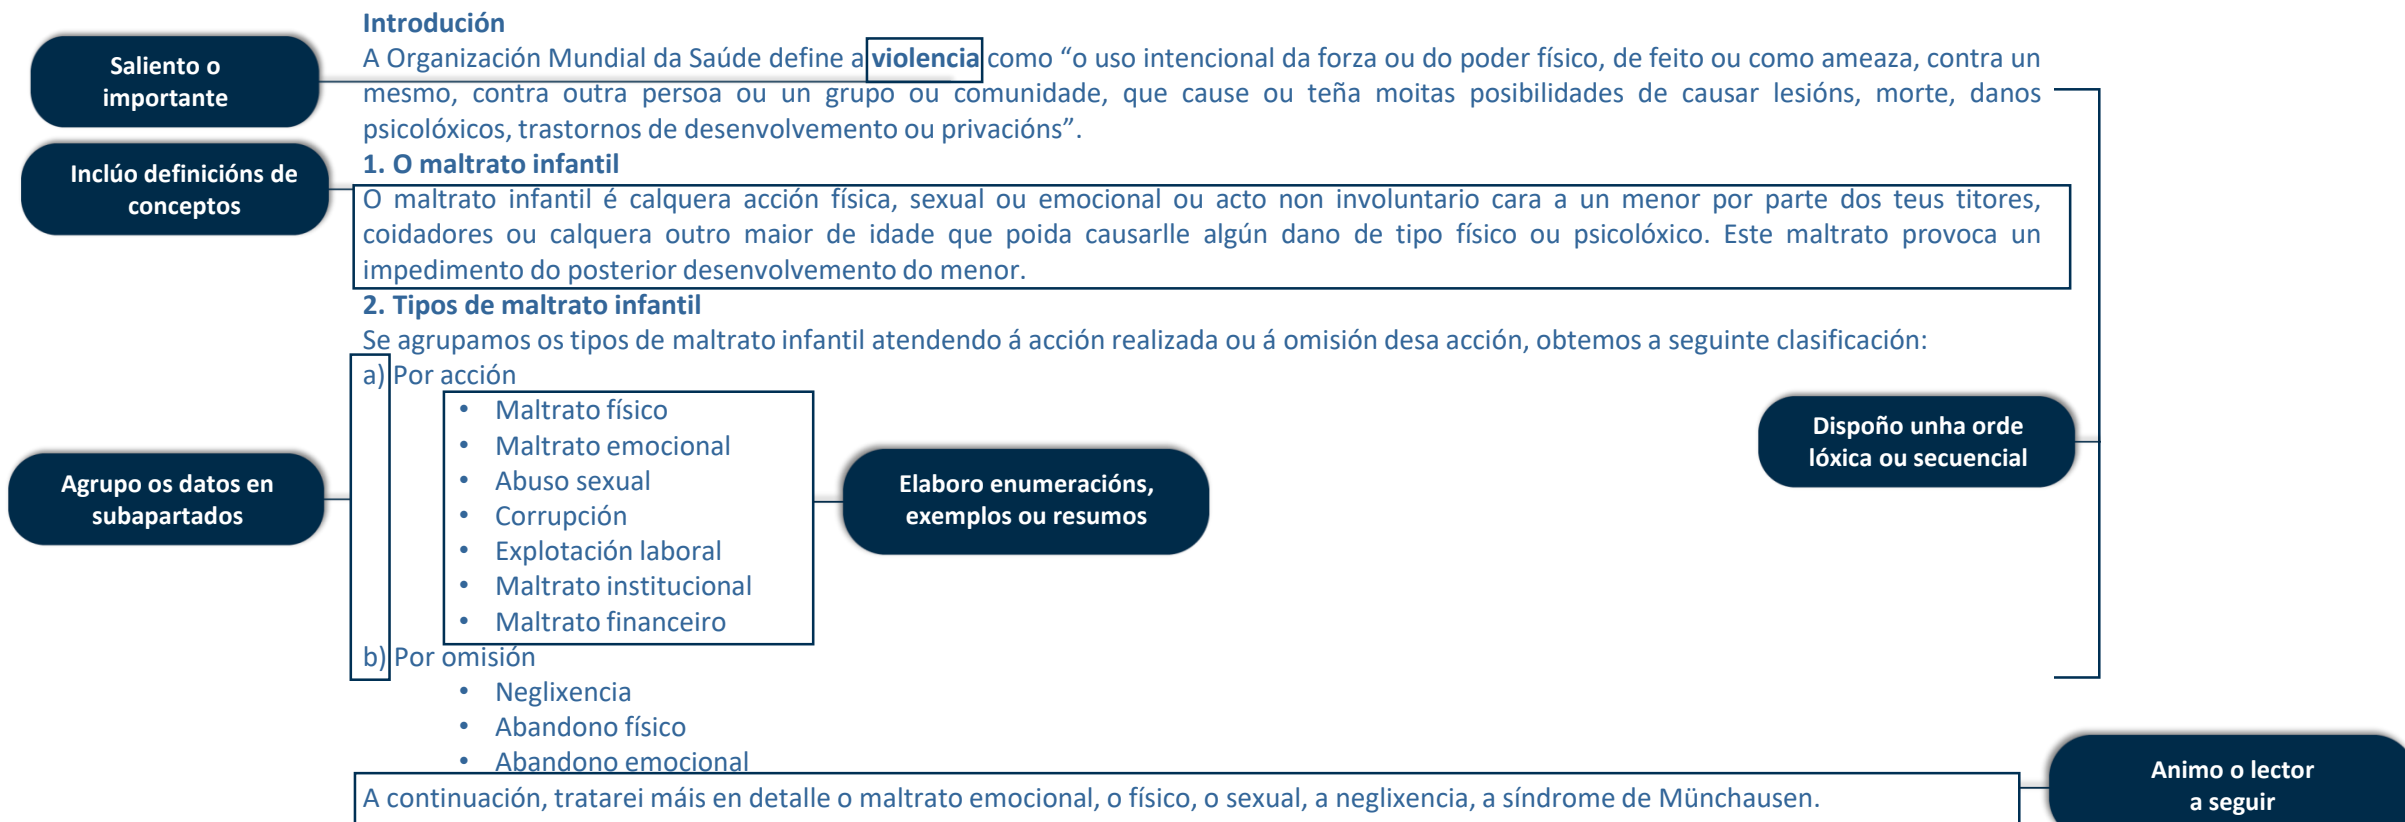 Introdución
Saliento o
importante
A Organización Mundial da Saúde define a violencia como “o uso intencional da forza ou do poder físico, de feito ou como ameaza, contra un
mesmo, contra outra persoa ou un grupo ou comunidade, que cause ou teña moitas posibilidades de causar lesións, morte, danos
psicolóxicos, trastornos de desenvolvemento ou privacións”.
1. O maltrato infantil
Inclúo definicións de
conceptos
O maltrato infantil é calquera acción física, sexual ou emocional ou acto non involuntario cara a un menor por parte dos teus titores,
coidadores ou calquera outro maior de idade que poida causarlle algún dano de tipo físico ou psicolóxico. Este maltrato provoca un
impedimento do posterior desenvolvemento do menor.
2. Tipos de maltrato infantil
Se agrupamos os tipos de maltrato infantil atendendo á acción realizada ou á omisión desa acción, obtemos a seguinte clasificación:
a) Por acción
• Maltrato físico
• Maltrato emocional
• Abuso sexual
• Corrupción
• Explotación laboral
• Maltrato institucional
• Maltrato financeiro
Agrupo os datos en
subapartados
Elaboro enumeracións,
exemplos ou resumos
Dispoño unha orde
lóxica ou secuencial
b) Por omisión
• Neglixencia
• Abandono físico
• Abandono emocional
A continuación, tratarei máis en detalle o maltrato emocional, o físico, o sexual, a neglixencia, a síndrome de Münchausen.
Animo o lector
a seguir